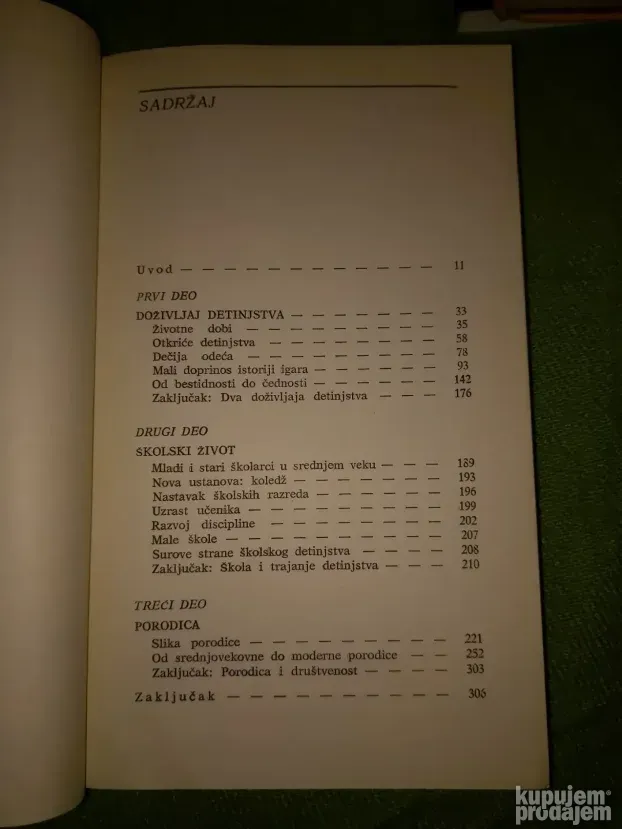 SADRŽAJ
Uvod — — — — — — — — — — — — 11
PRVI DEO
DOŽIVLJAJ DETINJSTVA — — — — — — — 33
Životne dobi — — — — — — — — — 35
Otkriće detinjstva — — — — — — — — 58
Dečija odeća — — — — — — — — — 78
Mali doprinos istoriji igara — — — — — — 93
Od bestidnosti do čednosti — — — — — — 142
Zaključak: Dva doživljaja detinjstva — — — — 176
DRUGI DEO
ŠKOLSKI ŽIVOT
Mladi i stari školarci u srednjem veku — — — 189
Nova ustanova: koledž — — — — — — — 193
Nastavak školskih razreda — — — — — — 196
Uzrast učenika — — — — — — — — — 199
Razvoj discipline — — — — — — — — 202
Male škole — — — — — — — — — — 207
Surove strane školskog detinjstva — — — — 208
Zaključak: Škola i trajanje detinjstva — — — 210
TREĆI DEO
PORODICA
Slika porodice — — — — — — — — — 221
Od srednjovekovne do moderne porodice — — 252
Zaključak: Porodica i društvenost — — — — 303
Zaključak — — — — — — — — — — 306
kupujem
prodajem